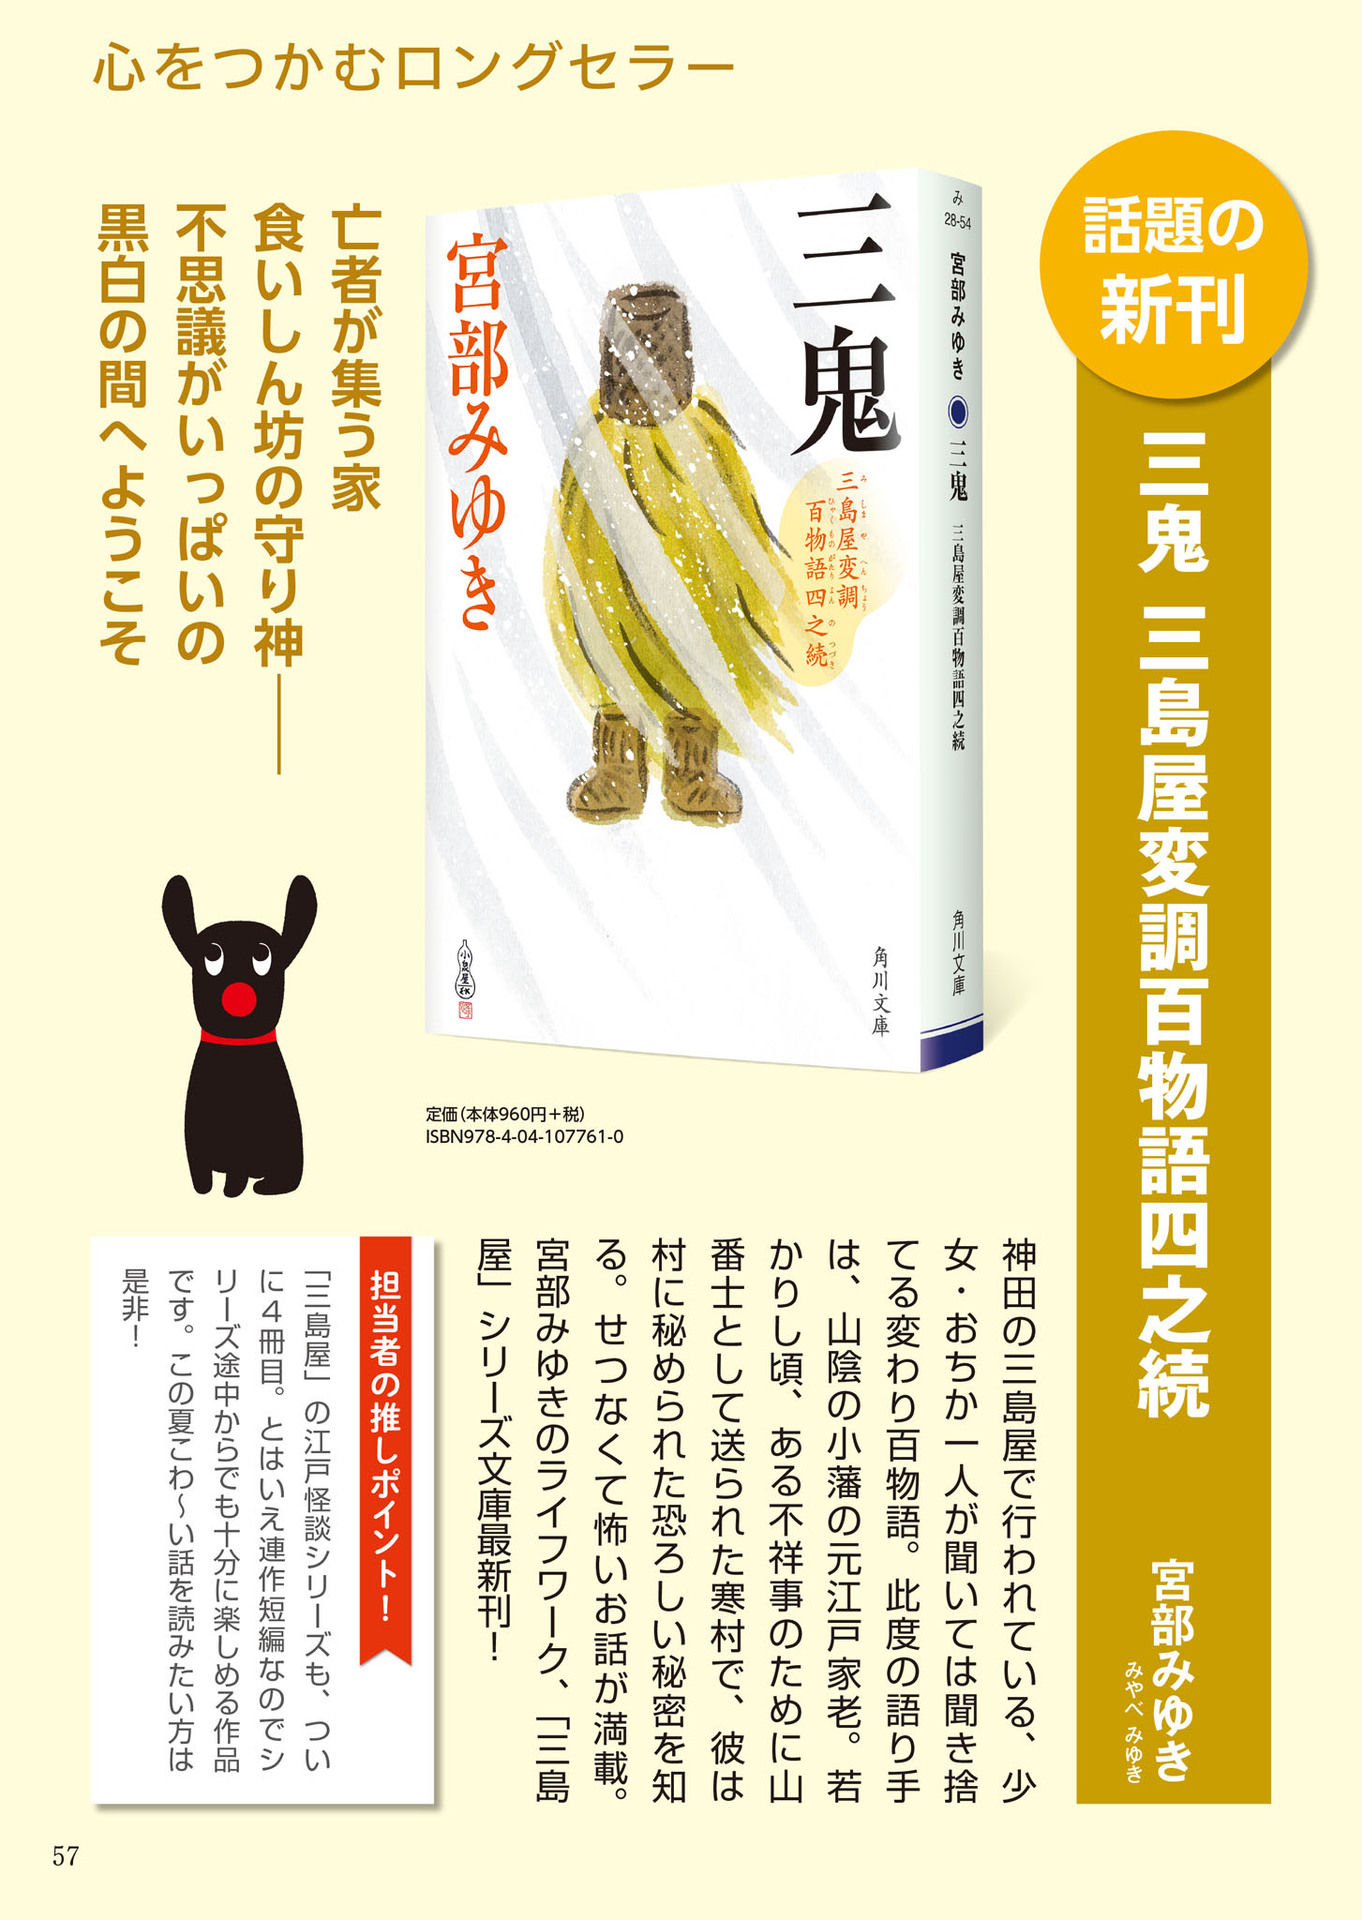 心をつかむロングセラー
話題の
新刊
三鬼 三島屋変調百物語四之続
宮部みゆき
みやべ みゆき
み
28-54
宮部みゆき
三鬼
三島屋変調百物語四之続
角川文庫
三鬼
三島屋変調
みしまやへんちょう
百物語四之続
ひゃくものがたりよんのつづき
宮部みゆき
角川文庫
亡者が集う家
食いしん坊の守り神――
不思議がいっぱいの
黒白の間へようこそ
定価(本体960円+税)
ISBN978-4-04-107761-0
神田の三島屋で行われている、少
女・おちか一人が聞いては聞き捨
てる変わり百物語。此度の語り手
は、山陰の小藩の元江戸家老。若
かりし頃、ある不祥事のために山
番士として送られた寒村で、彼は
村に秘められた恐ろしい秘密を知
る。せつなくて怖いお話が満載。
宮部みゆきのライフワーク、「三島
屋」シリーズ文庫最新刊！
担当者の推しポイント！
「三島屋」の江戸怪談シリーズも、つい
に４冊目。とはいえ連作短編なのでシ
リーズ途中からでも十分に楽しめる作品
です。この夏こわ〜い話を読みたい方は
是非！
57